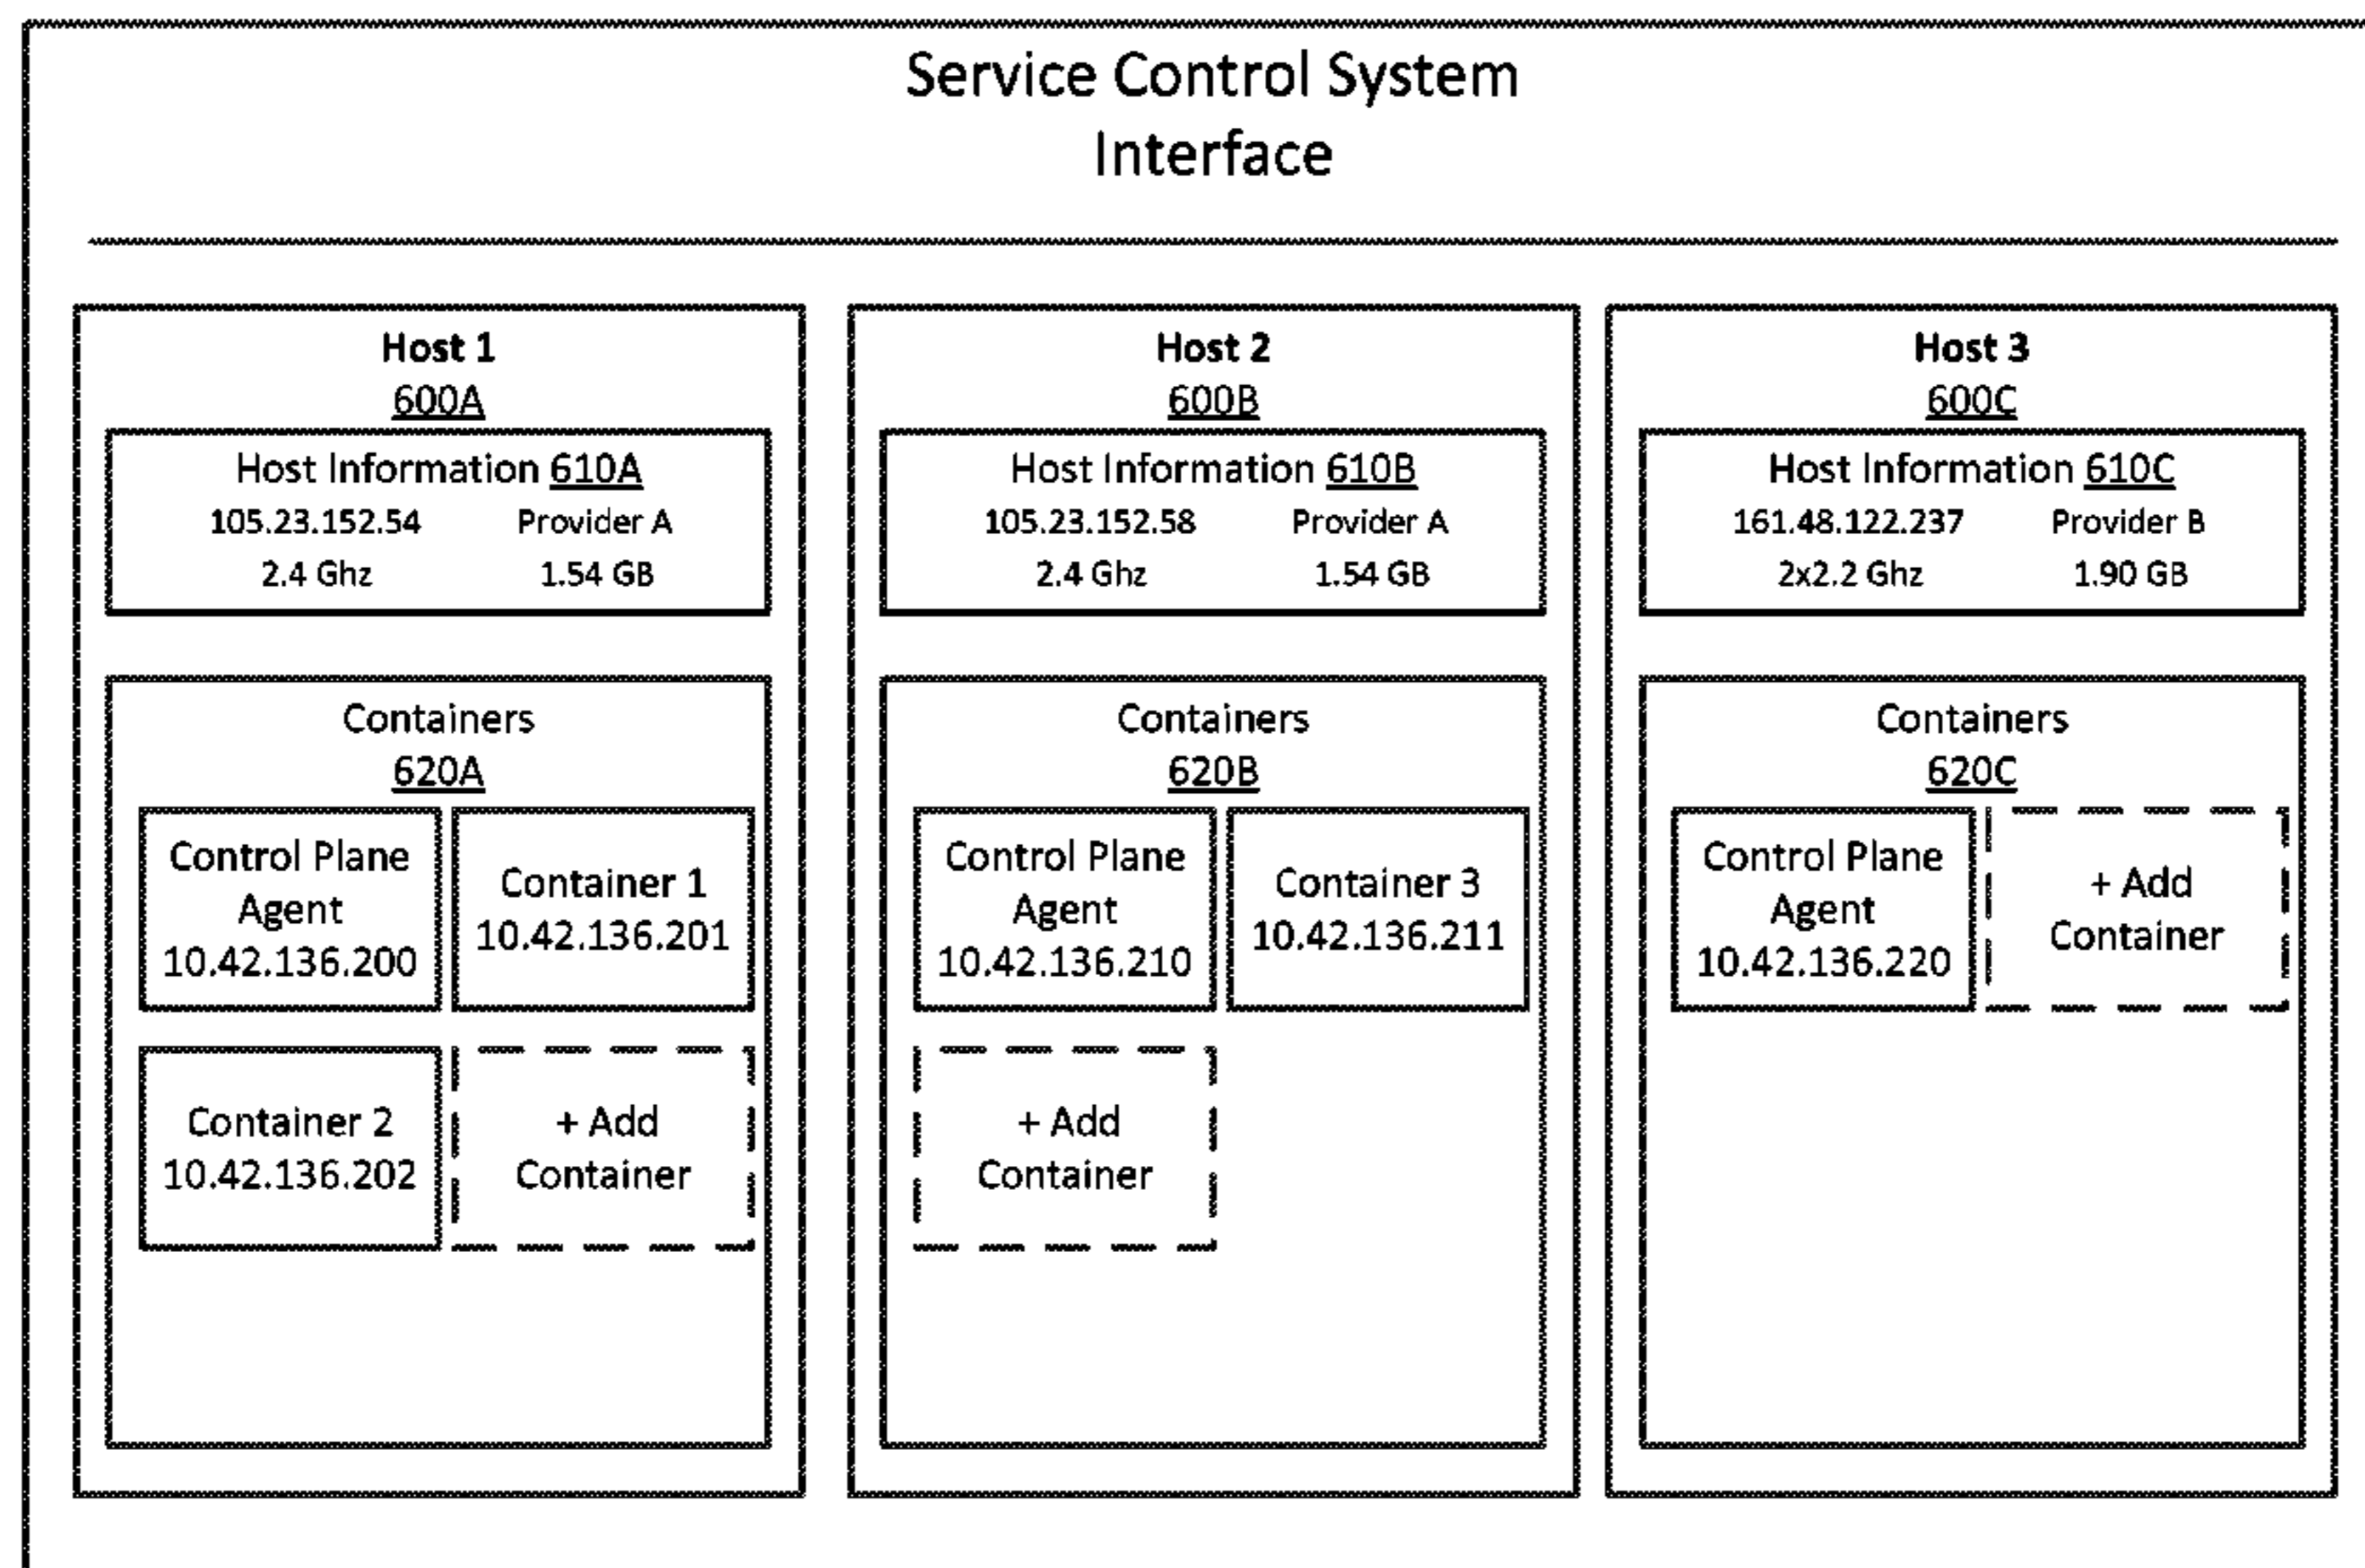 Service Control System
Interface
Host 1
600A
Host Information 610A
105.23.152.54 Provider A
2.4 Ghz 1.54 GB
Containers
620A
Control Plane
Agent
10.42.136.200
Container 1
10.42.136.201
Container 2
10.42.136.202
+ Add
Container
Host 2
600B
Host Information 610B
105.23.152.58 Provider A
2.4 Ghz 1.54 GB
Containers
620B
Control Plane
Agent
10.42.136.210
Container 3
10.42.136.211
+ Add
Container
Host 3
600C
Host Information 610C
161.48.122.237 Provider B
2x2.2 Ghz 1.90 GB
Containers
620C
Control Plane
Agent
10.42.136.220
+ Add
Container